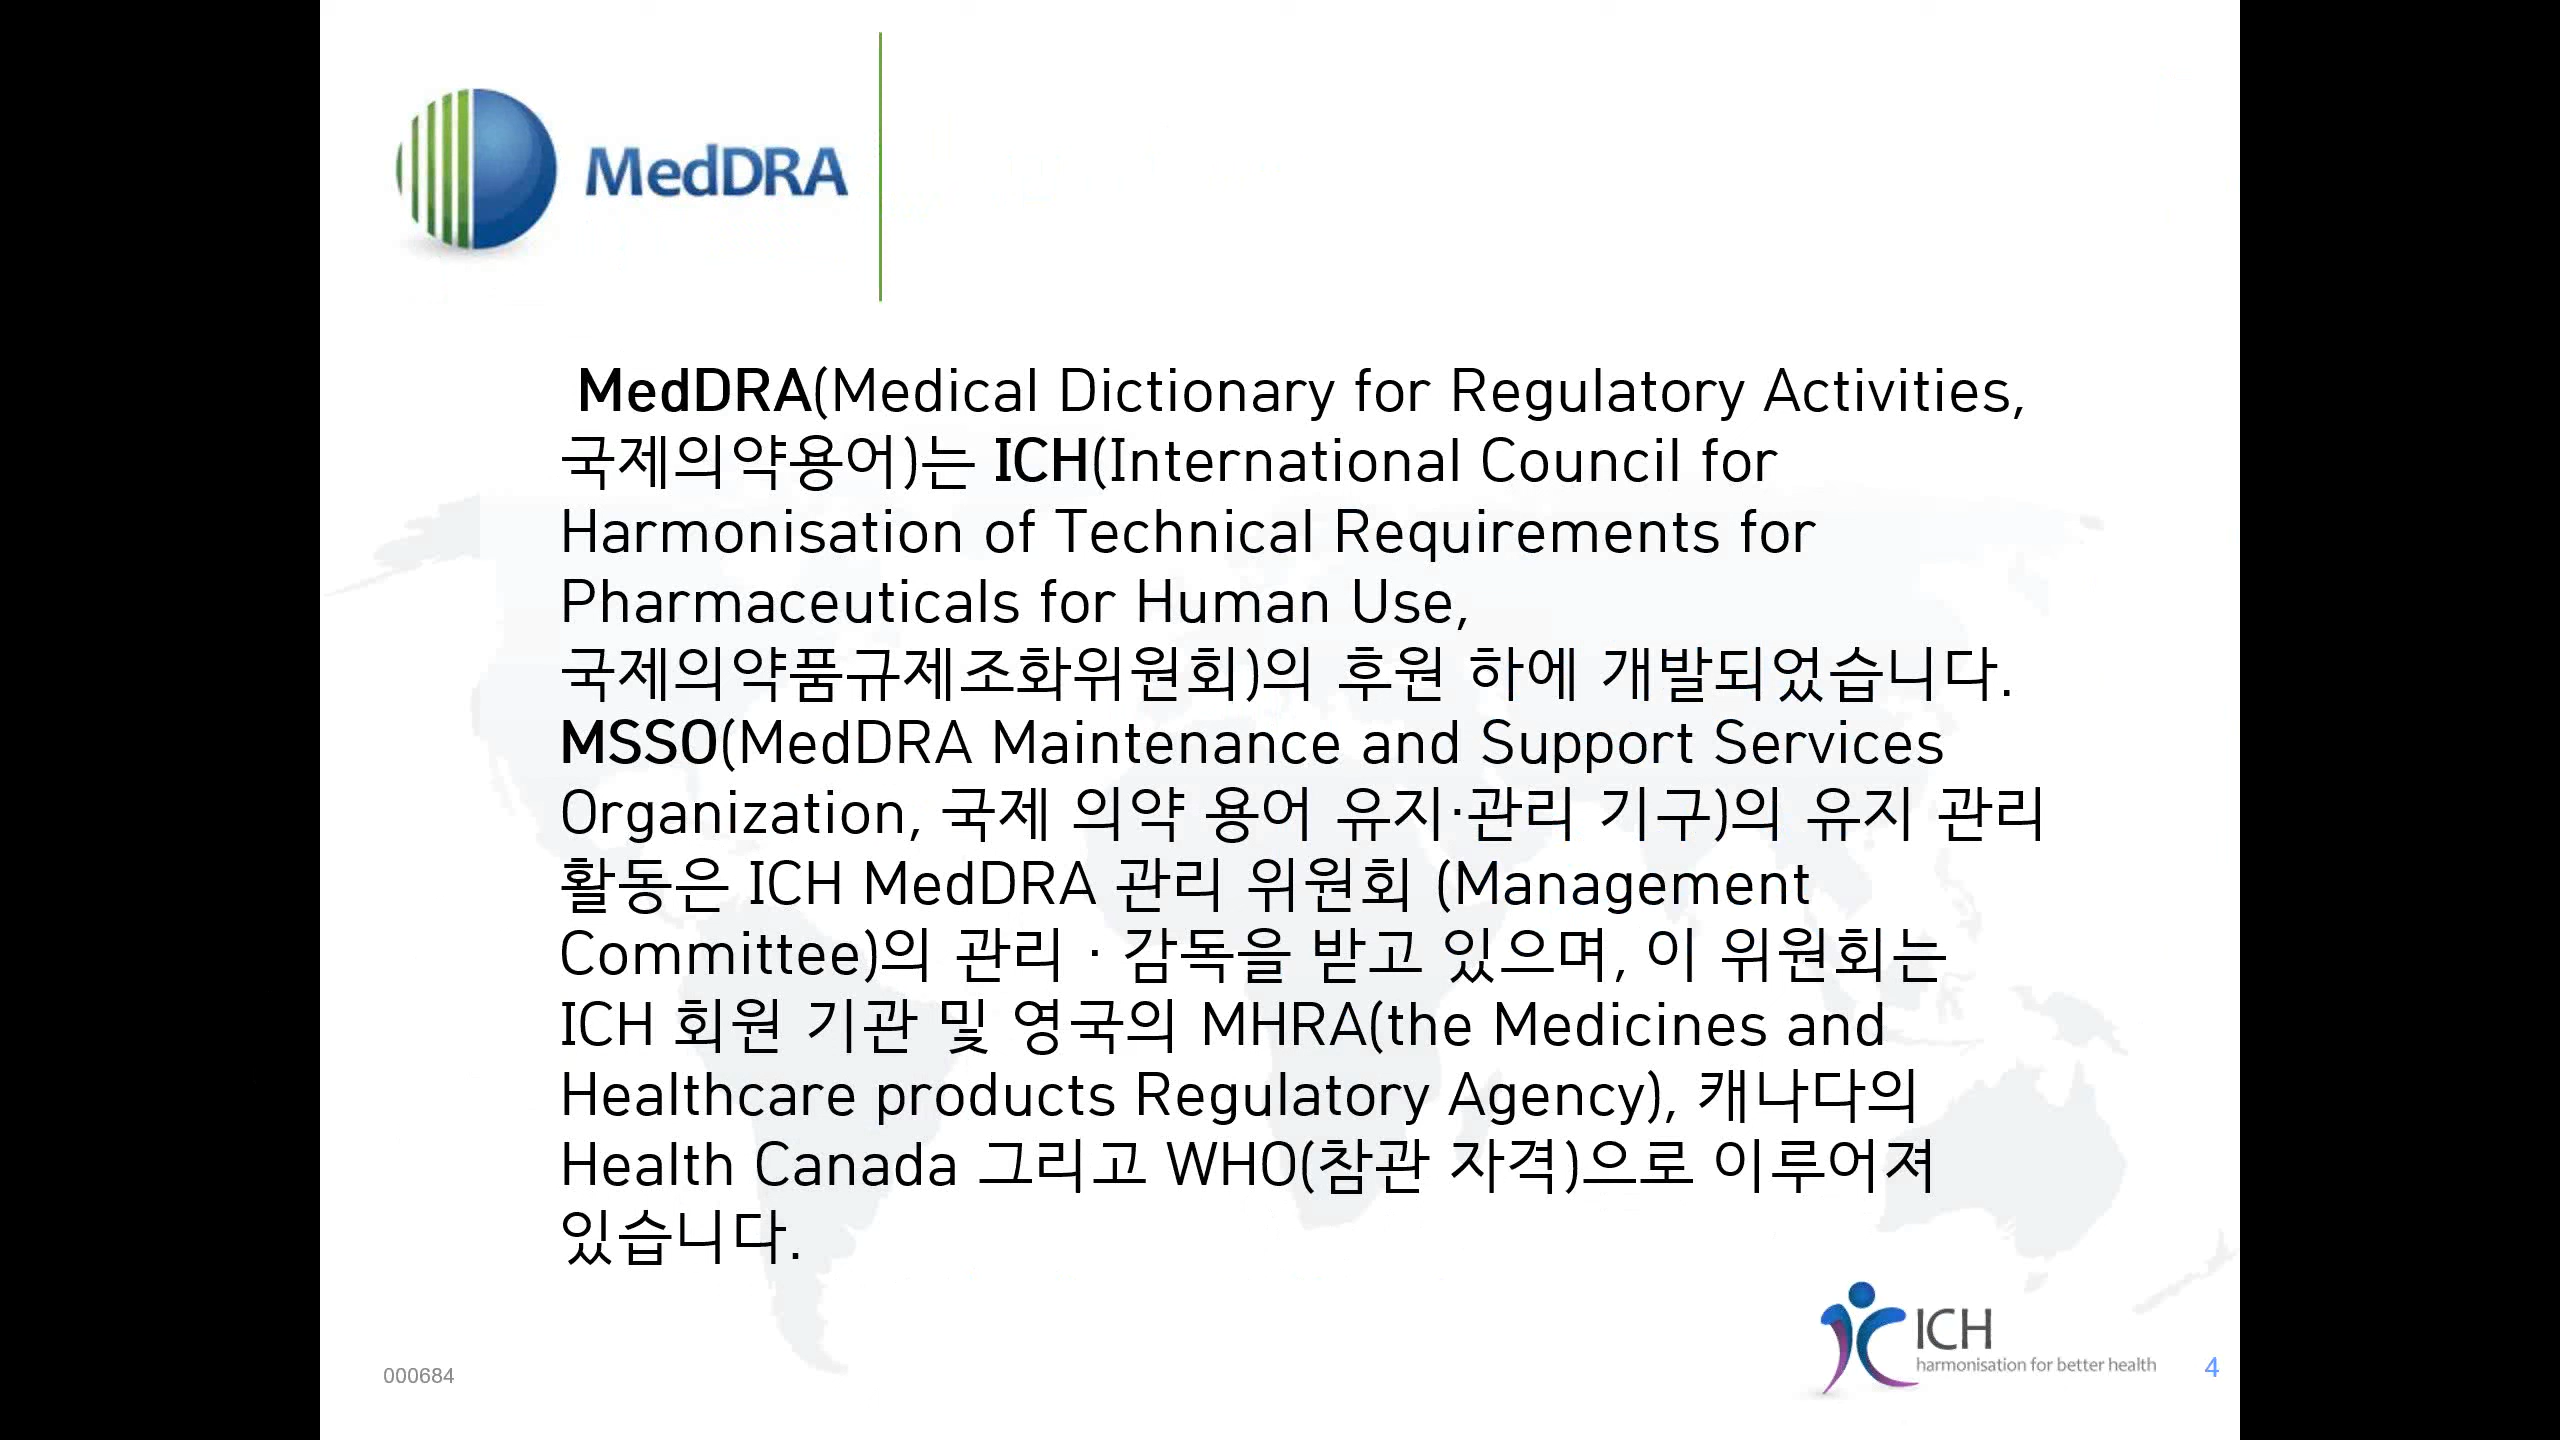 MedDRA
MedDRA(Medical Dictionary for Regulatory Activities,
국제의약용어)는 ICH(International Council for
Harmonisation of Technical Requirements for
Pharmaceuticals for Human Use,
국제의약품규제조화위원회)의 후원 하에 개발되었습니다.
MSSO(MedDRA Maintenance and Support Services
Organization, 국제 의약 용어 유지·관리 기구)의 유지 관리
활동은 ICH MedDRA 관리 위원회 (Management
Committee)의 관리 · 감독을 받고 있으며, 이 위원회는
ICH 회원 기관 및 영국의 MHRA(the Medicines and
Healthcare products Regulatory Agency), 캐나다의
Health Canada 그리고 WHO(참관 자격)으로 이루어져
있습니다.
ICH
harmonisation for better health
000684
4